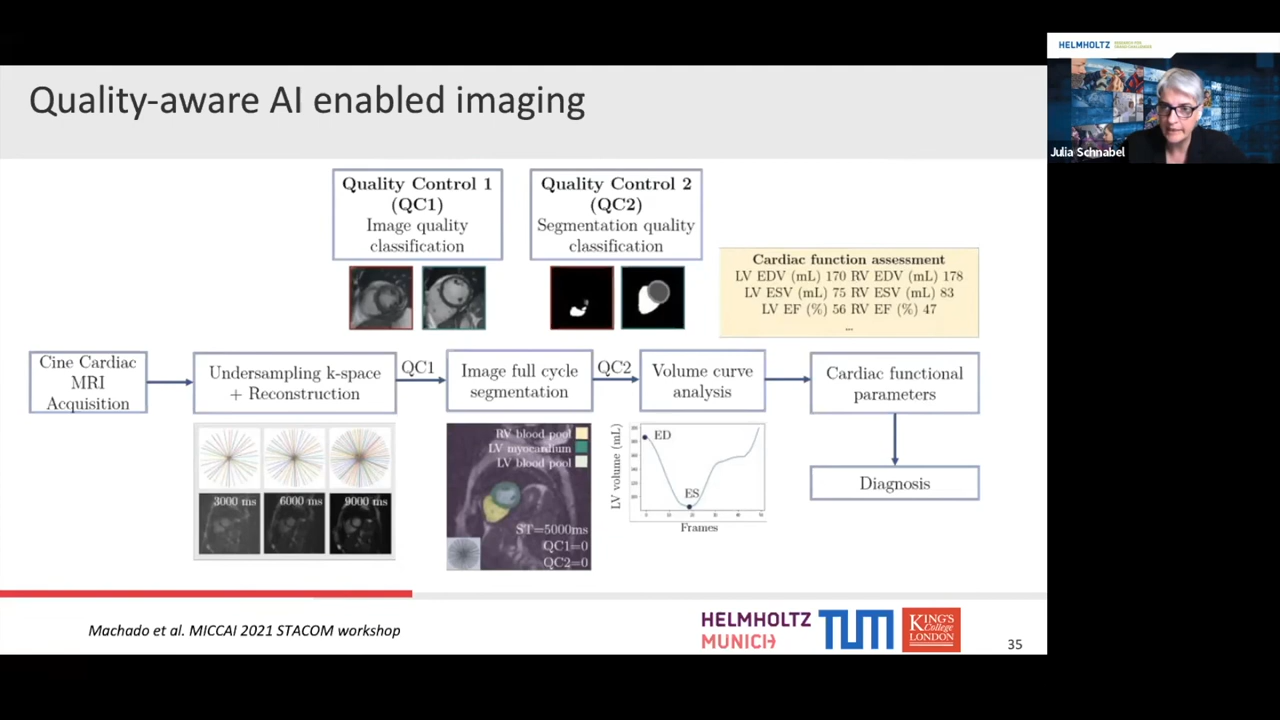 Quality-aware AI enabled imaging
HELMHOLTZ
Julia Schnabel
Quality Control 1
(QC1)
Image quality
classification
Quality Control 2
(QC2)
Segmentation quality
classification
Cardiac function assessment
LV EDV (mL) 170 RV EDV (mL) 178
LV ESV (mL) 75 RV ESV (mL) 83
LV EF (%) 56 RV EF (%) 47
...
Cine Cardiac
MRI
Acquisition
Undersampling k-space
+ Reconstruction
QC1
Image full cycle
segmentation
QC2
Volume curve
analysis
Cardiac functional
parameters
Diagnosis
3000 ms
6000 ms
9000 ms
RV blood pool
LV myocardium
LV blood pool
ST=5000ms
QC1=0
QC2=0
LV volume (mL)
ED
ES
Frames
Machado et al. MICCAI 2021 STACOM workshop
HELMHOLTZ
MUNICH
TUM
KING'S
College
LONDON
35